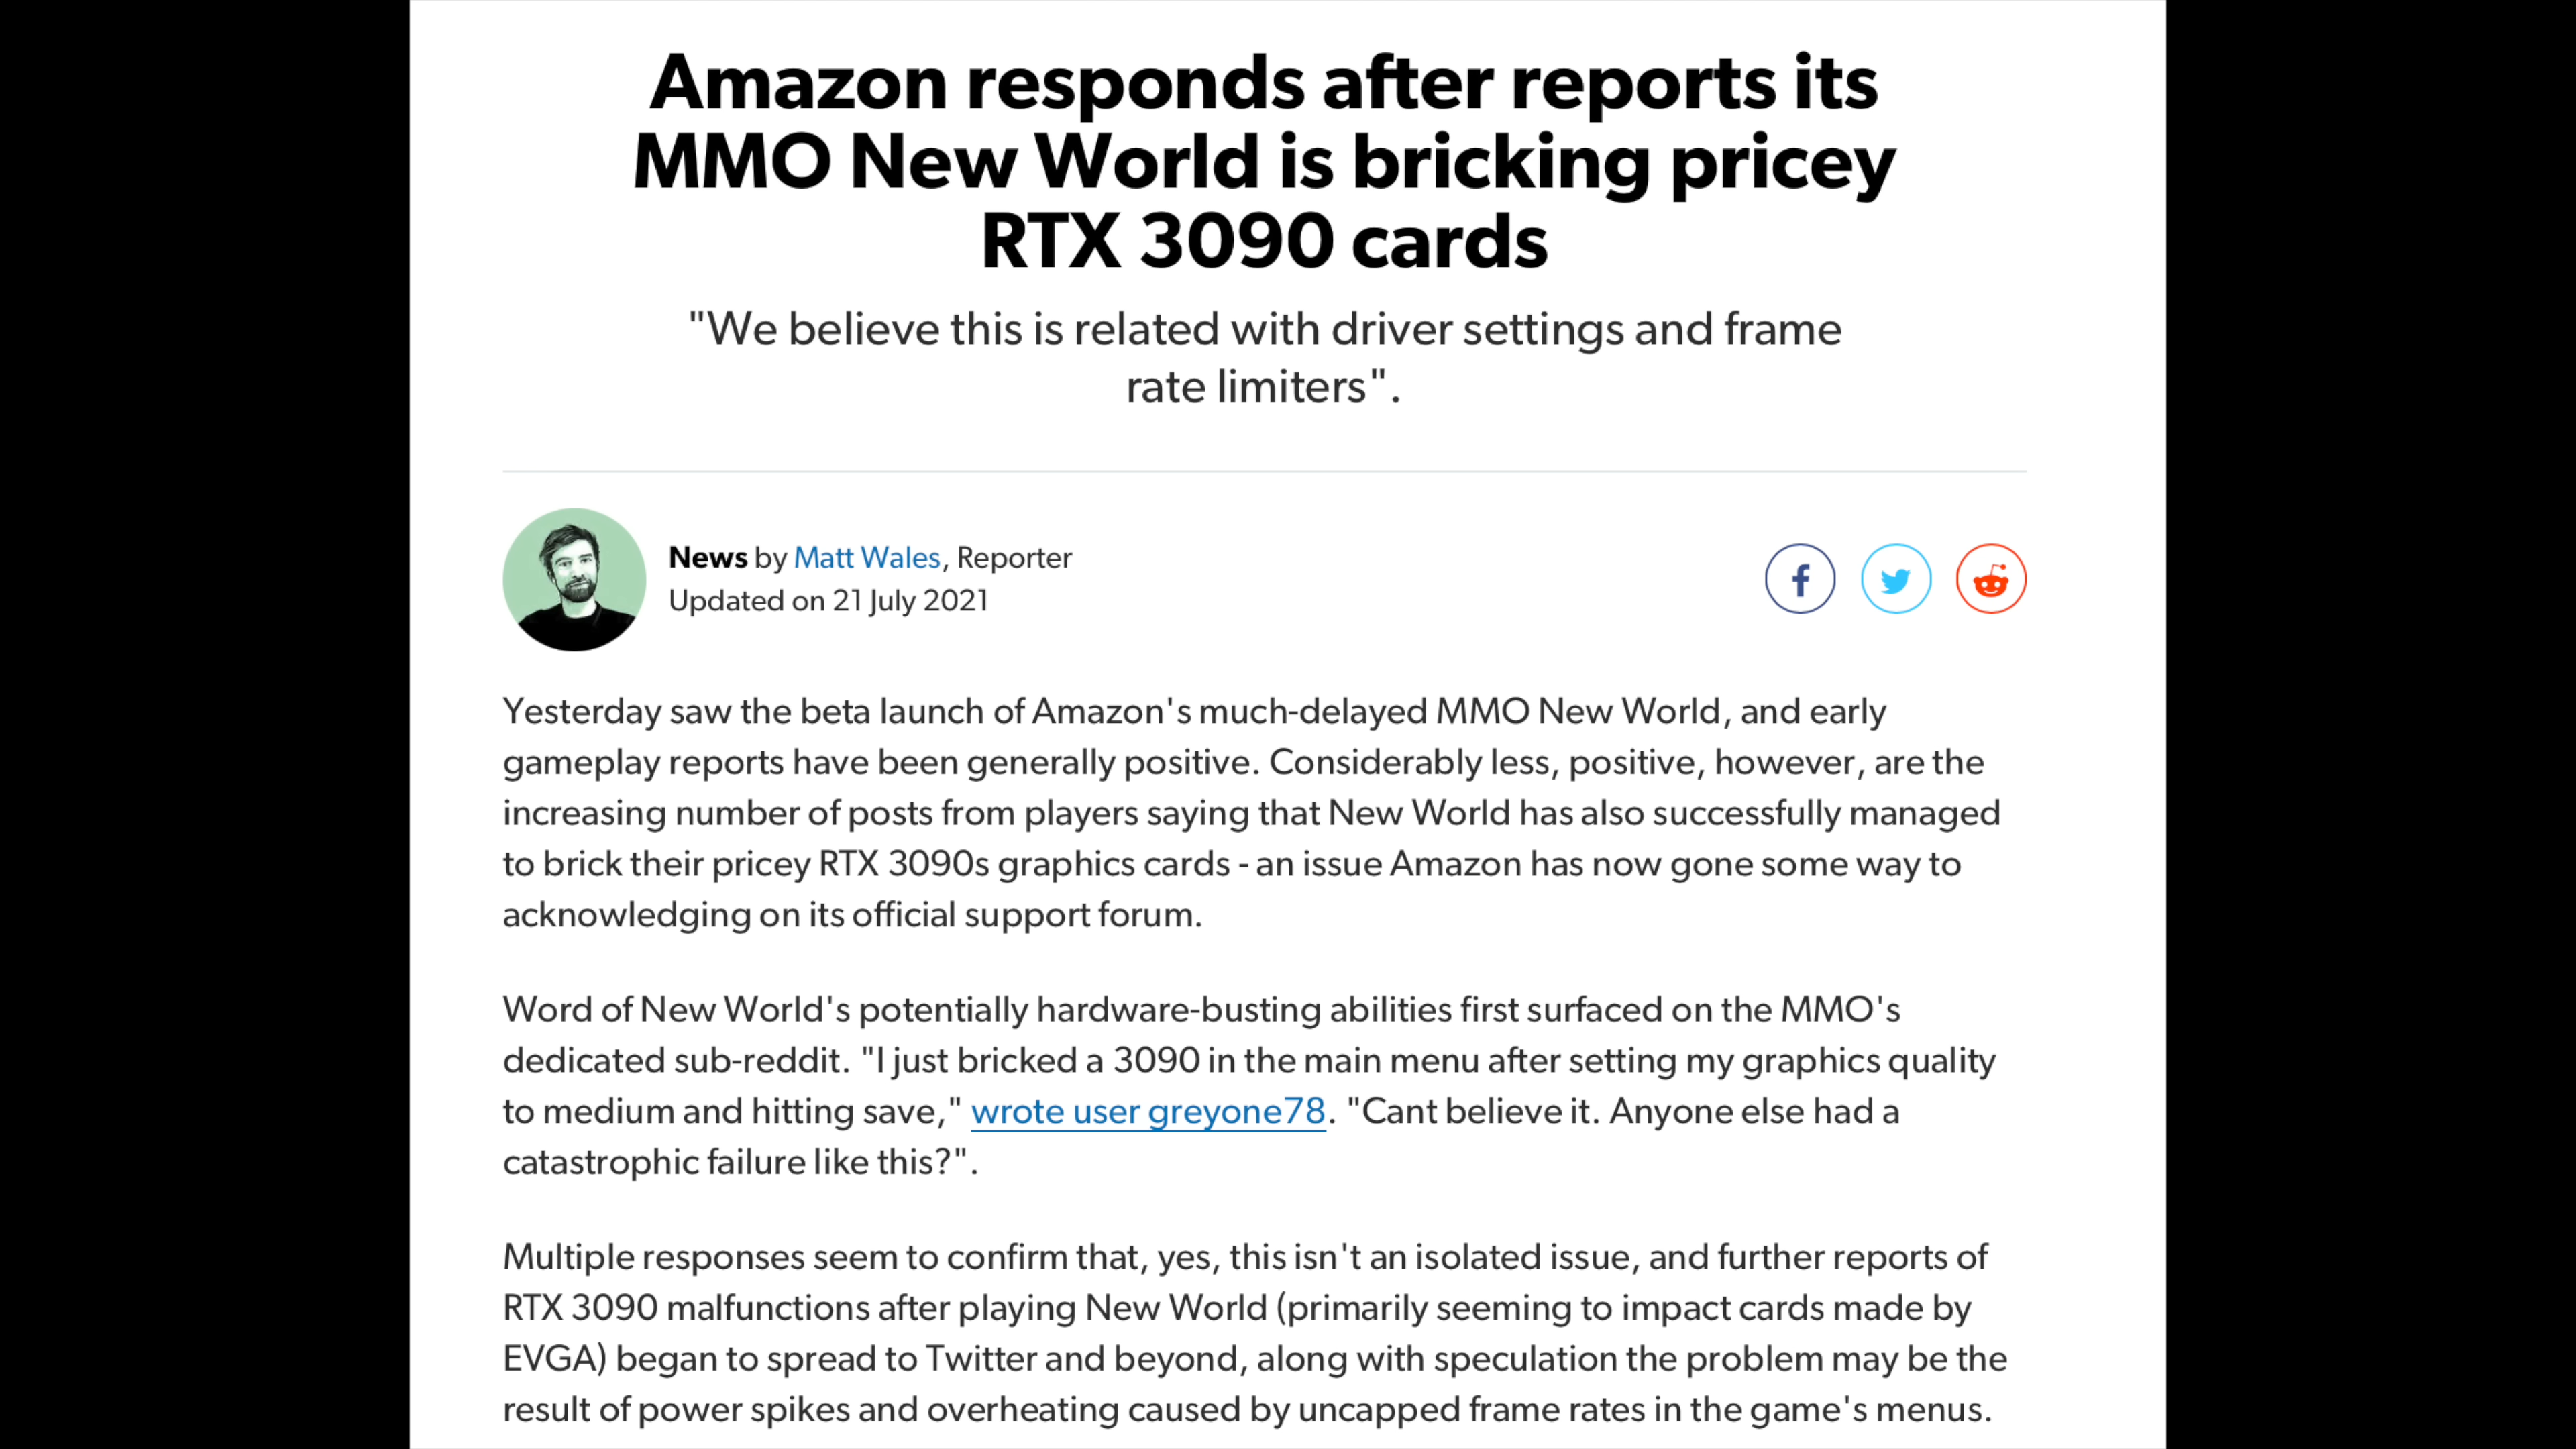 Amazon responds after reports its
MMO New World is bricking pricey
RTX 3090 cards
"We believe this is related with driver settings and frame
rate limiters".
News by Matt Wales, Reporter
Updated on 21 July 2021
Yesterday saw the beta launch of Amazon's much-delayed MMO New World, and early
gameplay reports have been generally positive. Considerably less, positive, however, are the
increasing number of posts from players saying that New World has also successfully managed
to brick their pricey RTX 3090s graphics cards - an issue Amazon has now gone some way to
acknowledging on its official support forum.
Word of New World's potentially hardware-busting abilities first surfaced on the MMO's
dedicated sub-reddit. "I just bricked a 3090 in the main menu after setting my graphics quality
to medium and hitting save," wrote user greyone78. "Cant believe it. Anyone else had a
catastrophic failure like this?".
Multiple responses seem to confirm that, yes, this isn't an isolated issue, and further reports of
RTX 3090 malfunctions after playing New World (primarily seeming to impact cards made by
EVGA) began to spread to Twitter and beyond, along with speculation the problem may be the
result of power spikes and overheating caused by uncapped frame rates in the game's menus.